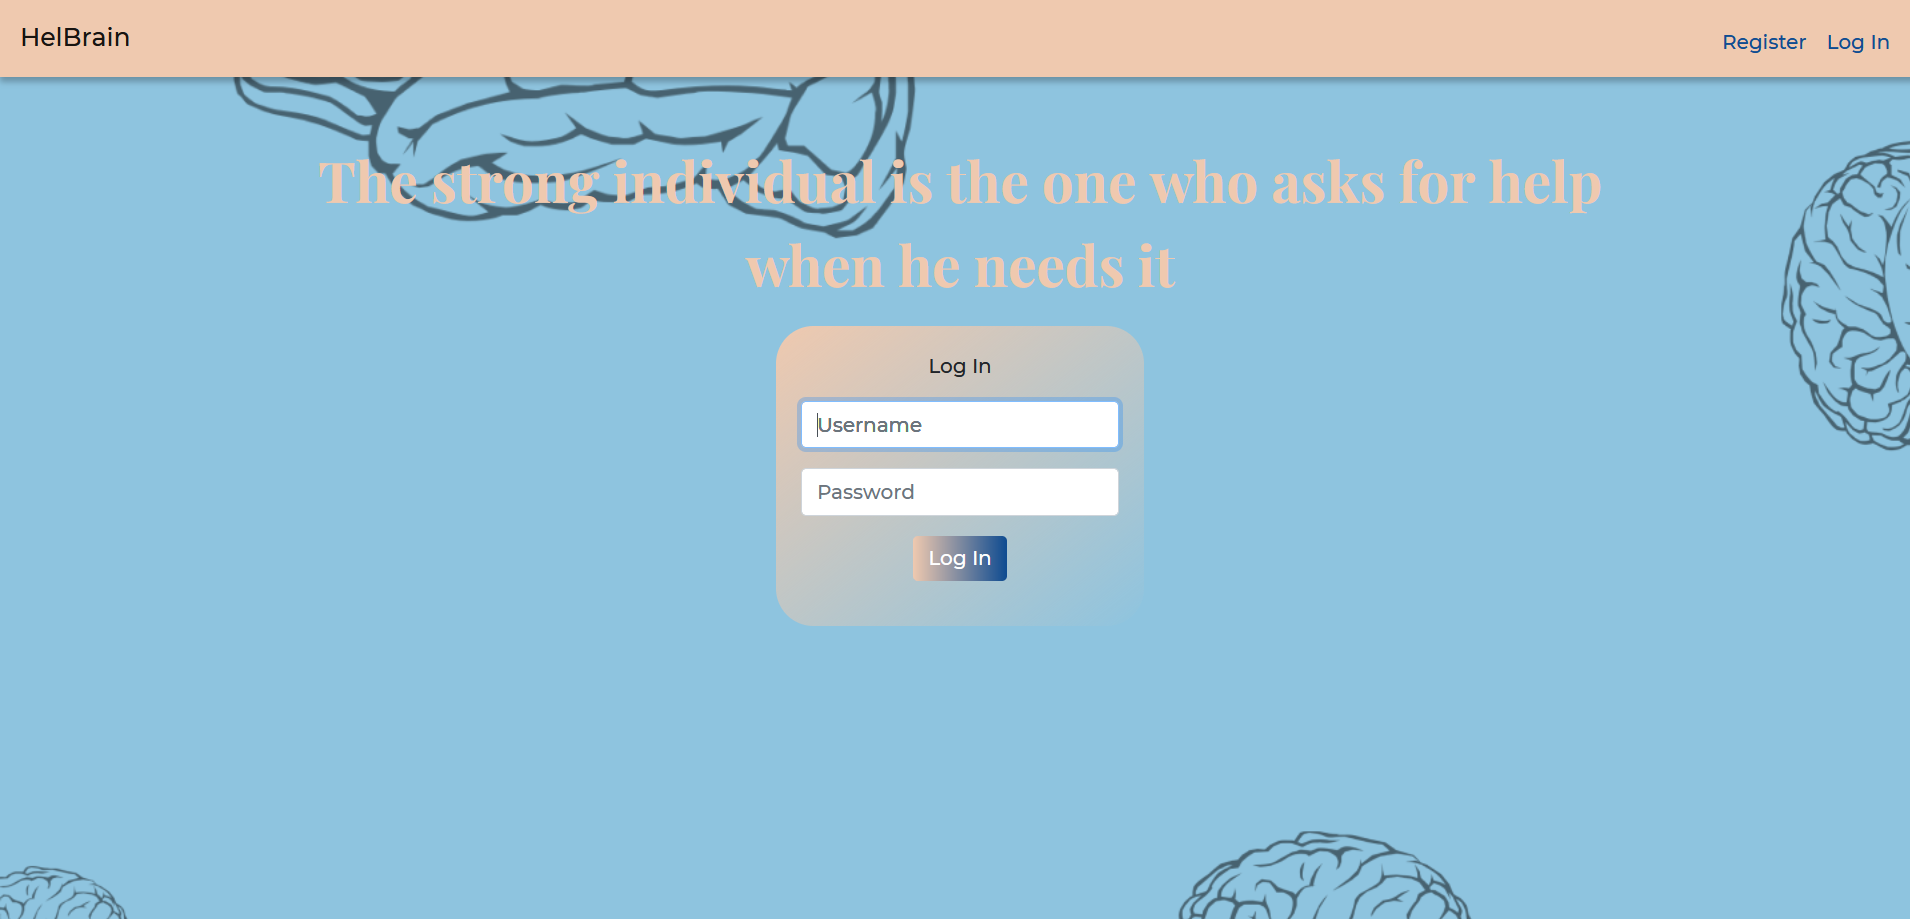 HelBrain
Register
Log In
The strong individual is the one who asks for help
when he needs it
Log In
Username
Password
Log In